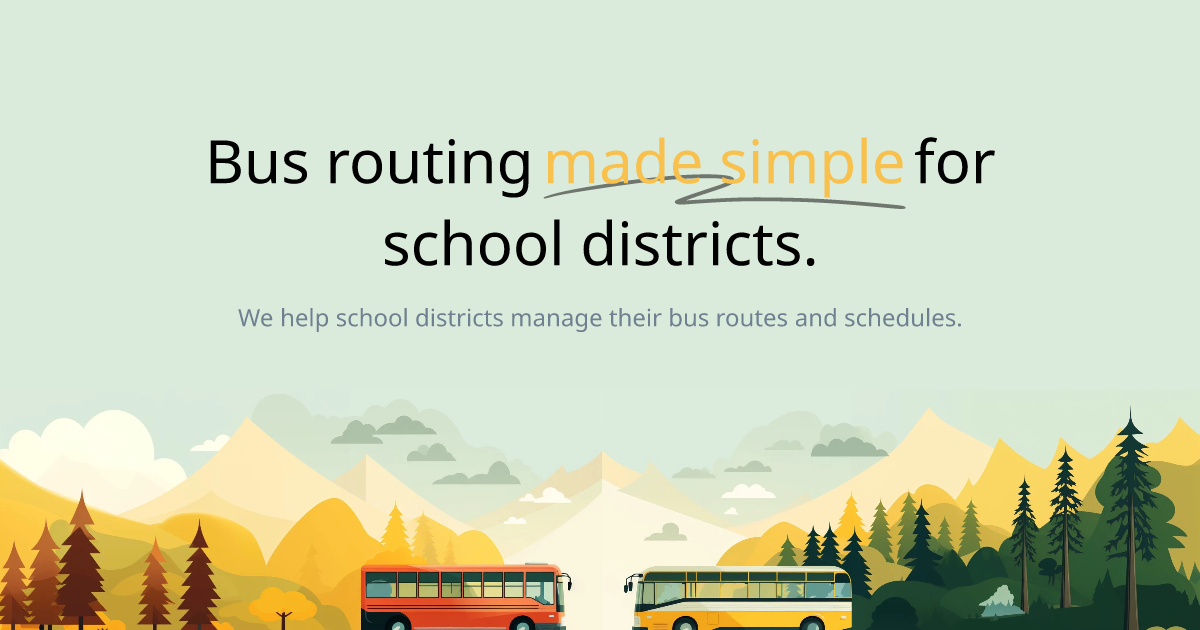 Bus routing made simple for
school districts.
We help school districts manage their bus routes and schedules.